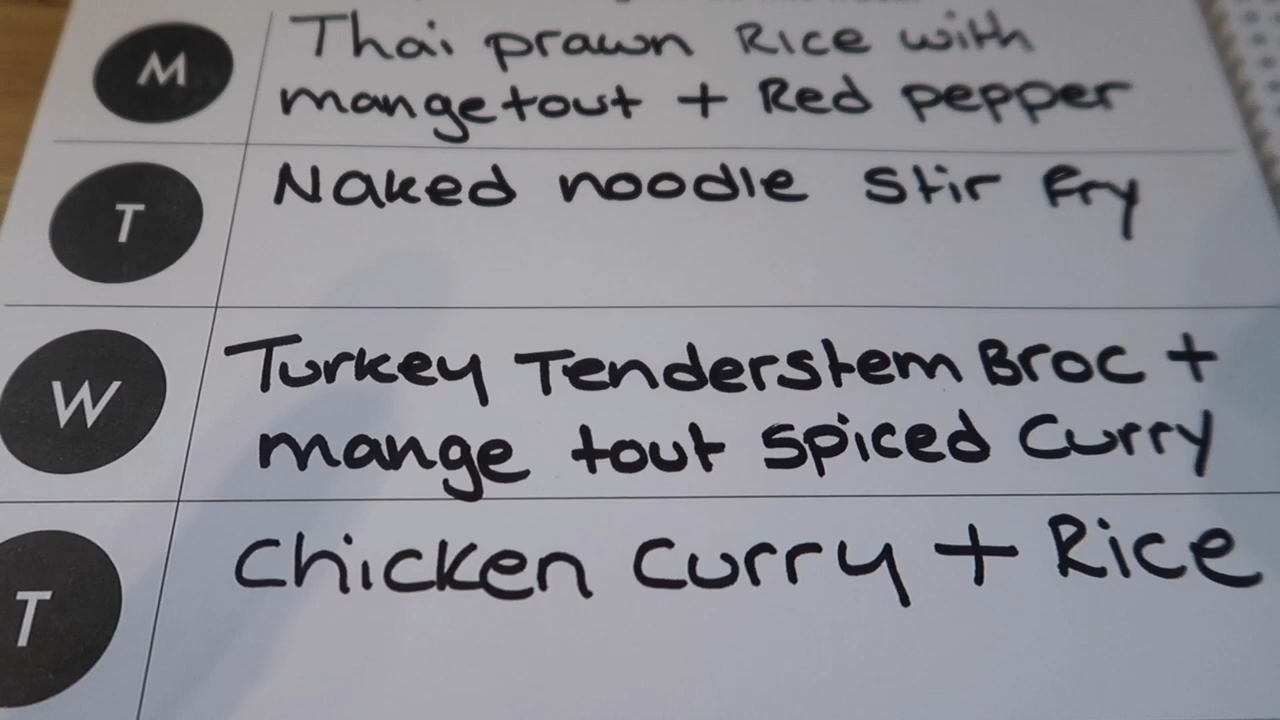 M
Thai prawn Rice with
mangetout + Red pepper
T
Naked noodle Stir Fry
W
Turkey Tenderstem Broc +
mange tout spiced Curry
T
Chicken Curry + Rice